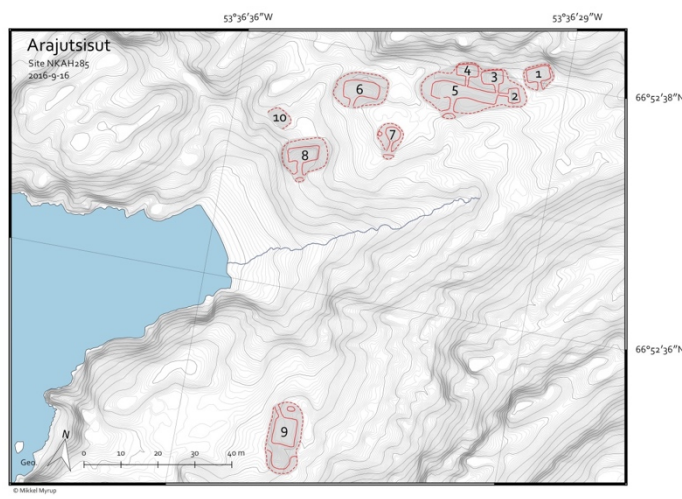 53°36'36"W
53°36'29"W
Arajutsisut
Site NKAH285
2016-9-16
4
3
1
5
2
6
10
7
8
66°52'38"N
66°52'36"N
9
N
Geo.
0 10 20 30 40 m
© Mikkel Myrup